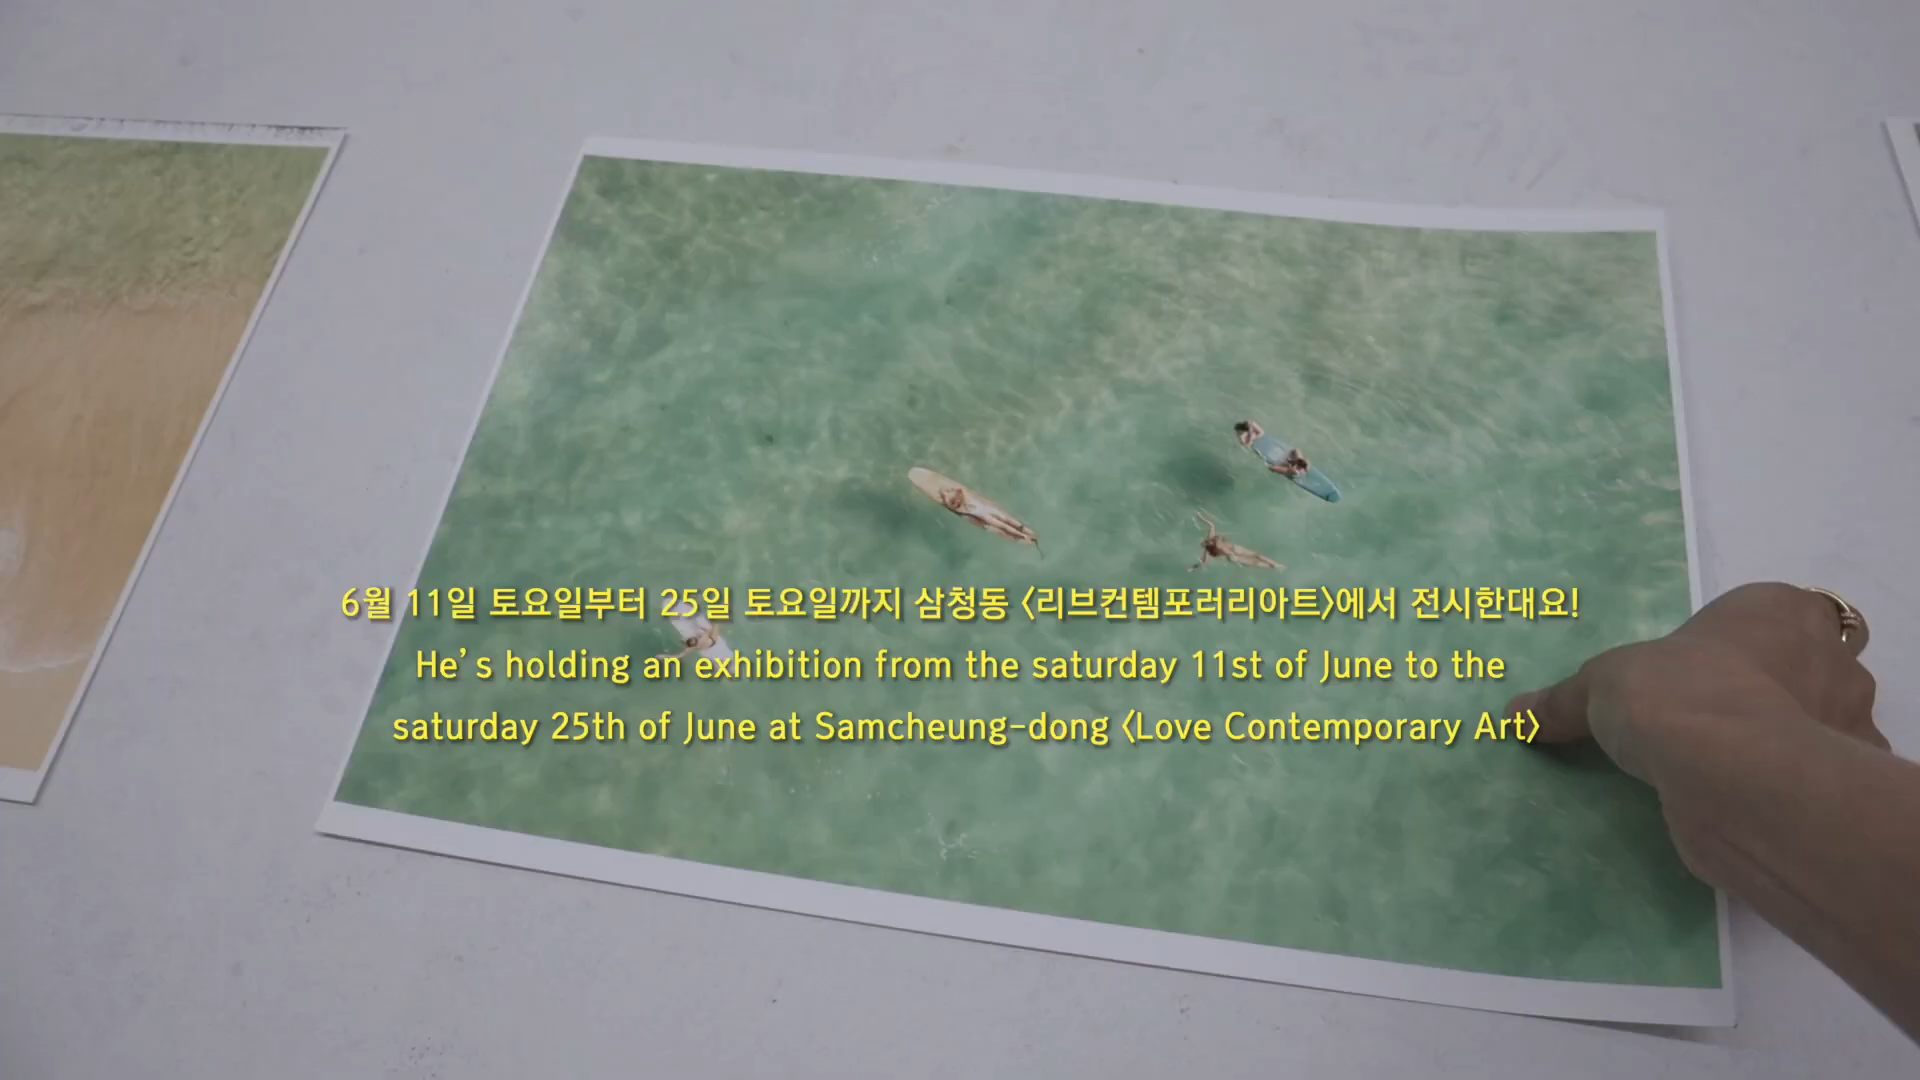 6월 11일 토요일부터 25일 토요일까지 삼청동 <리브컨템포러리아트>에서 전시한대요!
He's holding an exhibition from the saturday 11st of June to the
saturday 25th of June at Samcheung-dong <Love Contemporary Art>